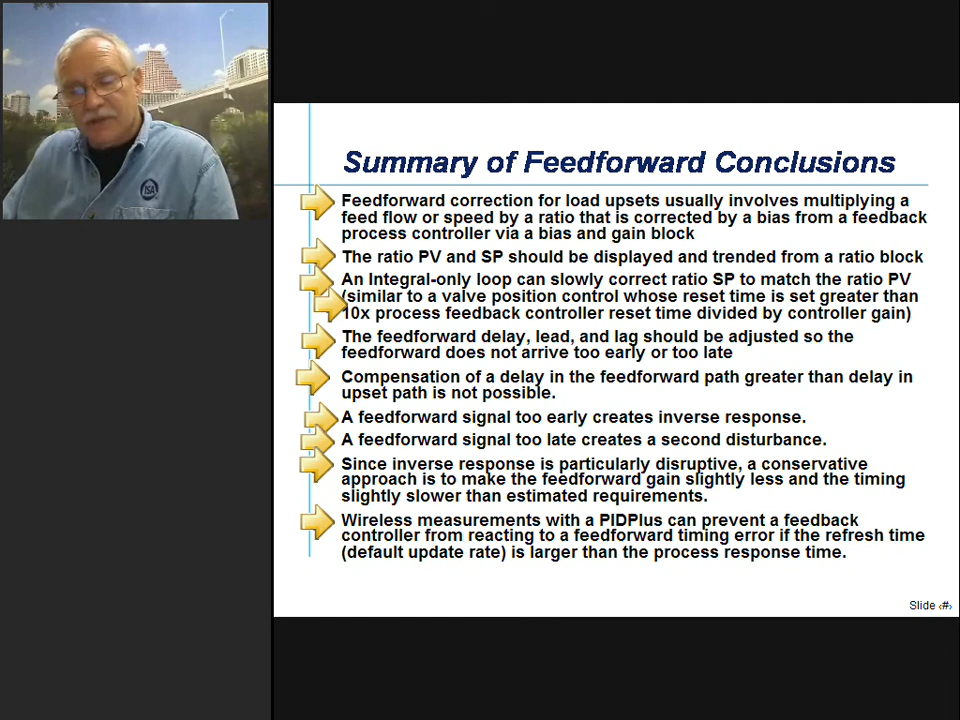 ISA
Summary of Feedforward Conclusions
Feedforward correction for load upsets usually involves multiplying a
feed flow or speed by a ratio that is corrected by a bias from a feedback
process controller via a bias and gain block
The ratio PV and SP should be displayed and trended from a ratio block
An Integral-only loop can slowly correct ratio SP to match the ratio PV
(similar to a valve position control whose reset time is set greater than
10x process feedback controller reset time divided by controller gain)
The feedforward delay, lead, and lag should be adjusted so the
feedforward does not arrive too early or too late
Compensation of a delay in the feedforward path greater than delay in
upset path is not possible.
A feedforward signal too early creates inverse response.
A feedforward signal too late creates a second disturbance.
Since inverse response is particularly disruptive, a conservative
approach is to make the feedforward gain slightly less and the timing
slightly slower than estimated requirements.
Wireless measurements with a PIDPlus can prevent a feedback
controller from reacting to a feedforward timing error if the refresh time
(default update rate) is larger than the process response time.
Slide ‹#›